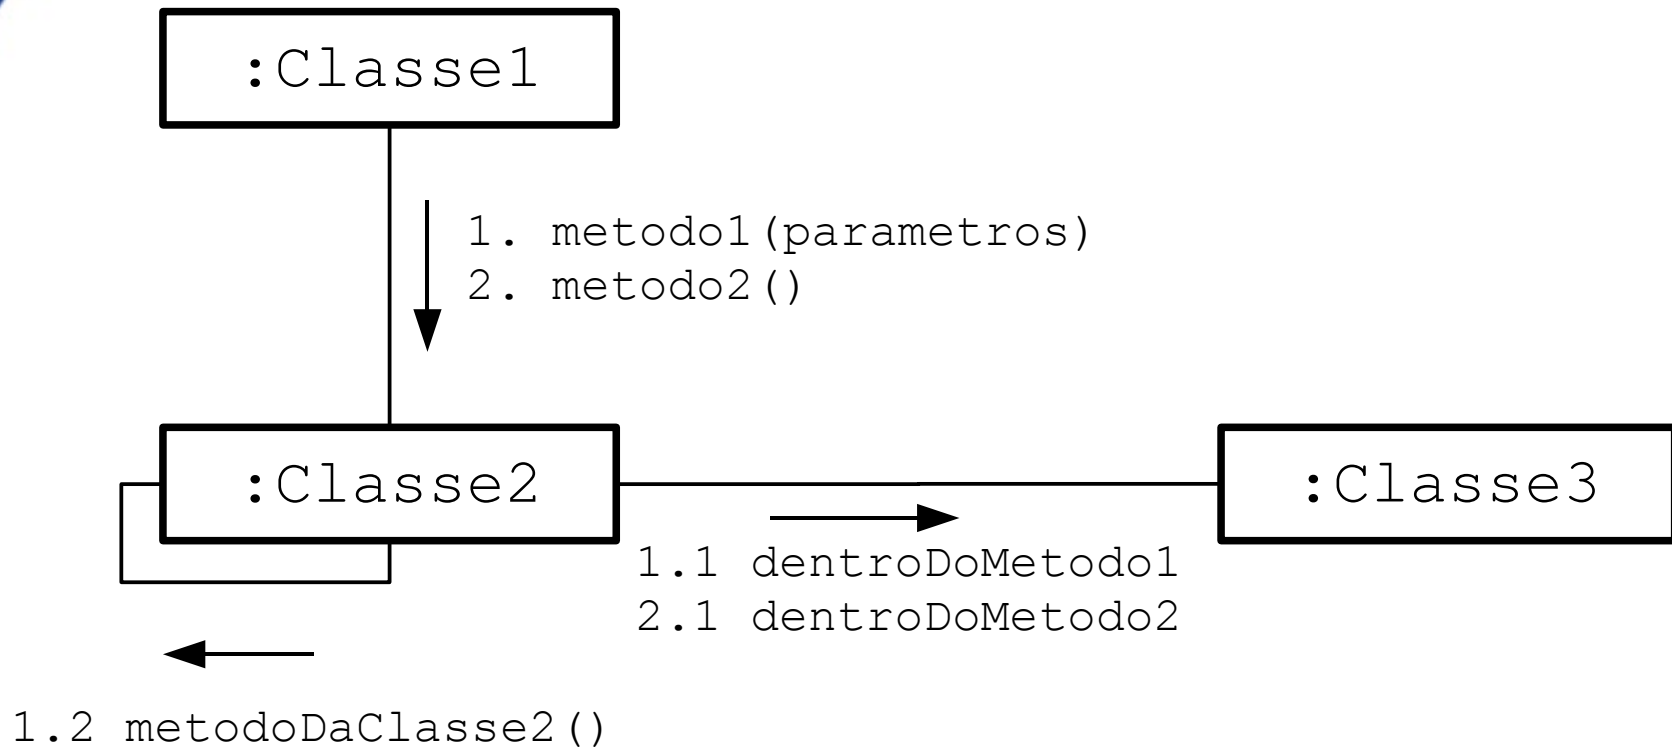 :Classe1
1. metodo1(parametros)
2. metodo2()
:Classe2
:Classe3
1.1 dentroDoMetodo1
2.1 dentroDoMetodo2
1.2 metodoDaClasse2()